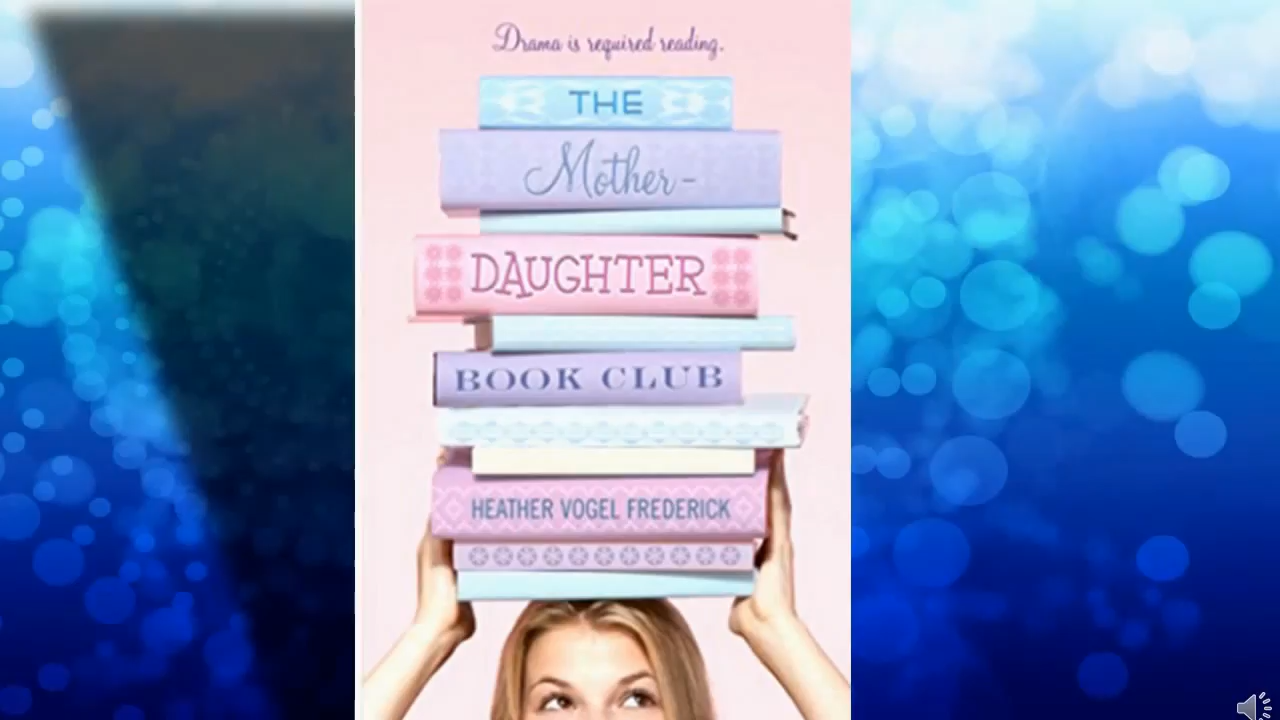 Drama is required reading.
THE
Mother-
DAUGHTER
BOOK CLUB
HEATHER VOGEL FREDERICK